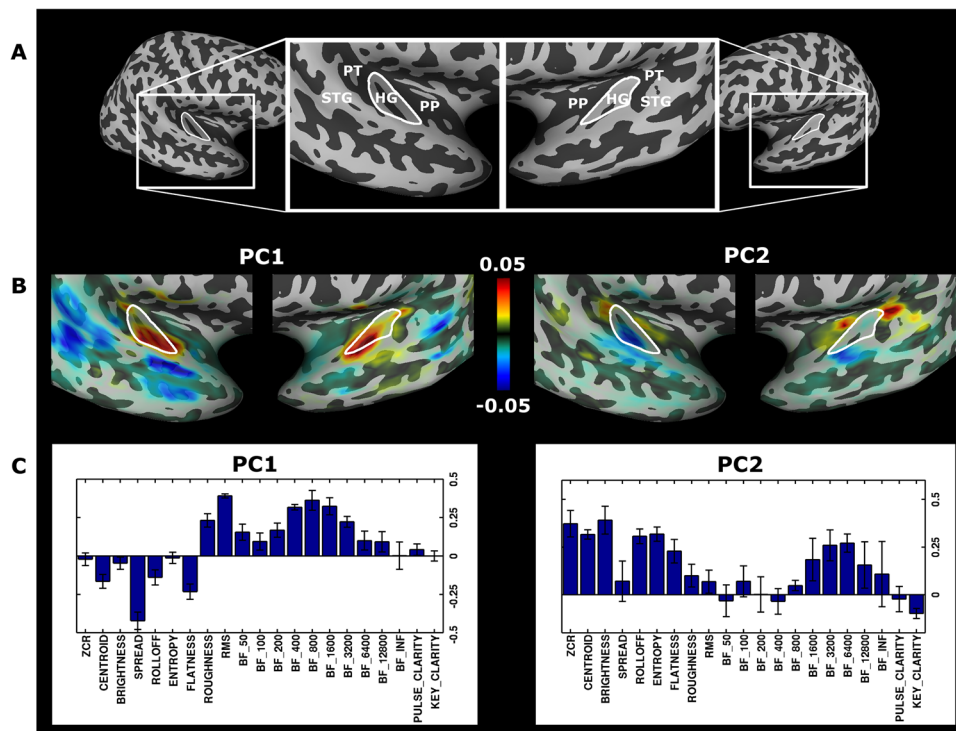 A
PT
HG
STG
PP
PT
HG
PP
STG
PC1
PC2
B
0.05
-0.05
C
PC1
0.5
0.25
0
-0.25
-0.5
ZCR
CENTROID
BRIGHTNESS
SPREAD
ROLLOFF
ENTROPY
FLATNESS
ROUGHNESS
RMS
BF_50
BF_100
BF_200
BF_400
BF_800
BF_1600
BF_3200
BF_6400
BF_12800
BF_INF
PULSE_CLARITY
KEY_CLARITY
PC2
0.5
0.25
0
ZCR
CENTROID
BRIGHTNESS
SPREAD
ROLLOFF
ENTROPY
FLATNESS
ROUGHNESS
RMS
BF_50
BF_100
BF_200
BF_400
BF_800
BF_1600
BF_3200
BF_6400
BF_12800
BF_INF
PULSE_CLARITY
KEY_CLARITY